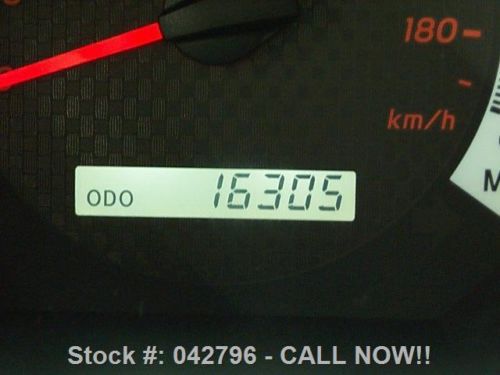 180
km/h
ODO 16305
M
Stock #: 042796 - CALL NOW!!